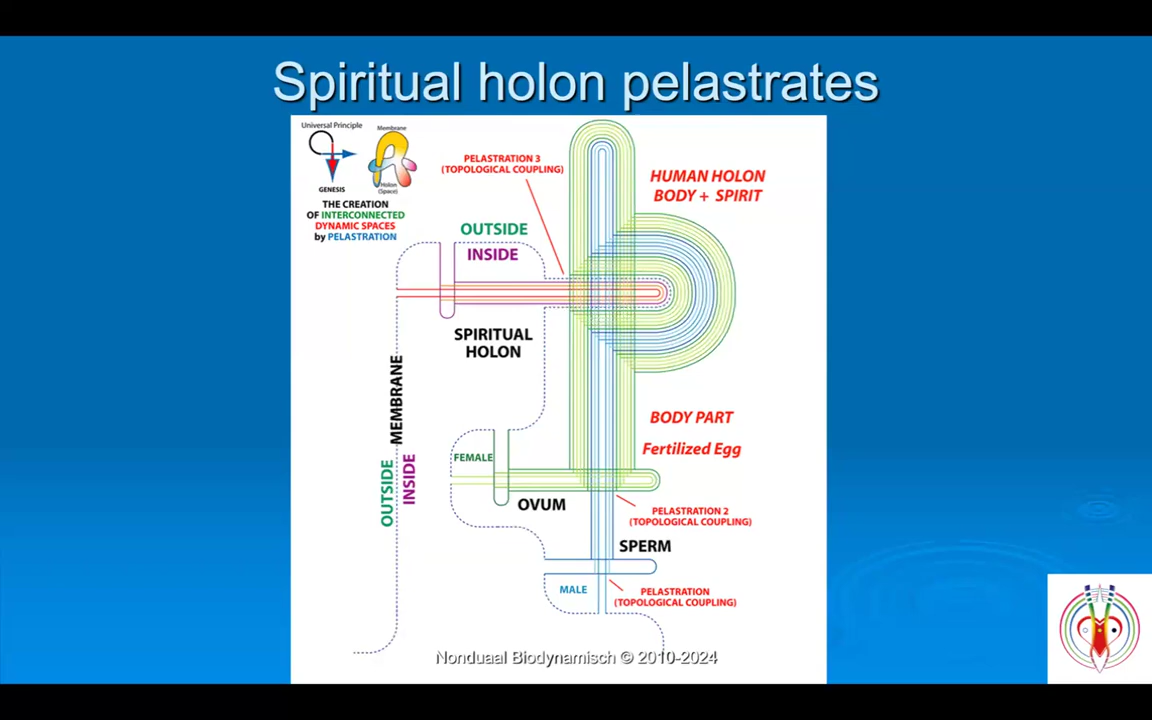 Spiritual holon pelastrates
Universal Principle
Membrane
Holon
(Space)
GENESIS
THE CREATION
OF INTERCONNECTED
DYNAMIC SPACES
by PELASTRATION
PELASTRATION 3
(TOPOLOGICAL COUPLING)
HUMAN HOLON
BODY + SPIRIT
OUTSIDE
INSIDE
SPIRITUAL
HOLON
MEMBRANE
OUTSIDE
INSIDE
BODY PART
Fertilized Egg
FEMALE
OVUM
PELASTRATION 2
(TOPOLOGICAL COUPLING)
SPERM
MALE
PELASTRATION
(TOPOLOGICAL COUPLING)
Nonduaal Biodynamisch © 2010-2024